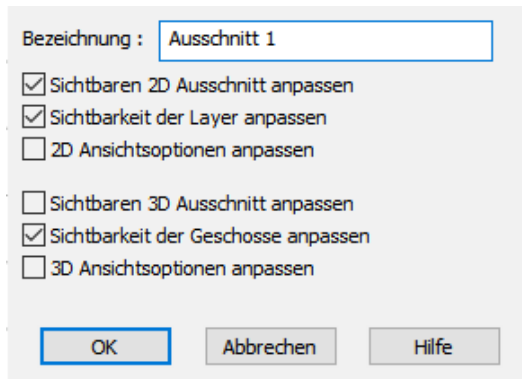 Bezeichnung : Ausschnitt 1
Sichtbaren 2D Ausschnitt anpassen
Sichtbarkeit der Layer anpassen
2D Ansichtsoptionen anpassen
Sichtbaren 3D Ausschnitt anpassen
Sichtbarkeit der Geschosse anpassen
3D Ansichtsoptionen anpassen
OK Abbrechen Hilfe